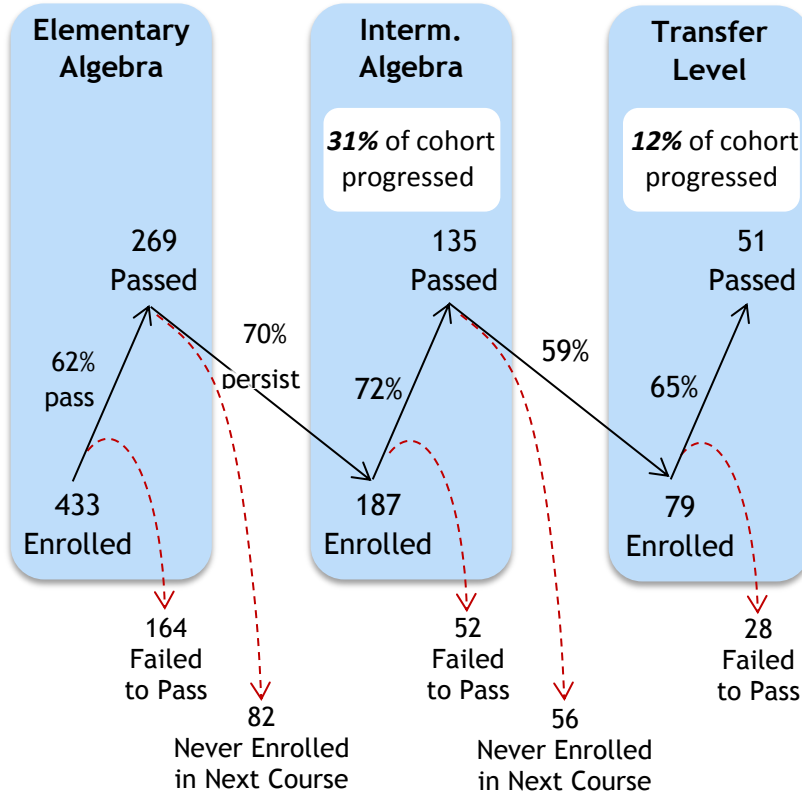 Elementary
Algebra
269
Passed
62%
pass
433
Enrolled
164
Failed
to Pass
70%
persist
82
Never Enrolled
in Next Course
Interm.
Algebra
31% of cohort
progressed
135
Passed
72%
187
Enrolled
52
Failed
to Pass
59%
56
Never Enrolled
in Next Course
Transfer
Level
12% of cohort
progressed
51
Passed
65%
79
Enrolled
28
Failed
to Pass